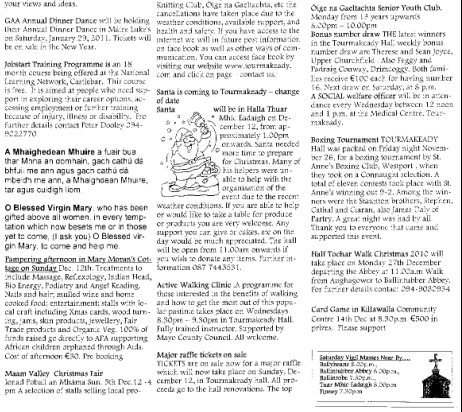 your views and ideas.
GAA Annual Dinner Dance will be holding
their Annual Dinner Dance in Máire Luke's
on Saturday, January 29, 2011. Tickets will
be on sale in the New Year.
Jobstart Training Programme is an 18
month course being offered as the National
Learning Network, Castlebar. This course
is free. It is aimed at people who need sup-
port in exploring their career options, ac-
cessing employment or further training
because of injury, illness or disability. For
further details contact Peter Dooley 094-
9022770
A Mhaighdean Mhuire a fuair bua
thar Mhna an domhain, gach cathú dá
bhfuil me ann agus gach cathú dá
mbeidh me ann, a Mhaighdean Mhuire,
tar agus cuidigh liom
O Blessed Virgin Mary, who has been
gifted above all women, in every temp-
tation which now besets me or in those
yet to come, (I ask you) O Blessed vir-
gin Mary, to come and help me.
Pampering afternoon in Mary Moran's Cot-
tage on Sunday Dec. 12th. Treatments to
include Massage, Reflexology, Indian Head,
Bio Energy, Podiatry and Angel Reading,
Nails and hair; mulled wine and home
cooked food; entertainment; stalls with lo-
cal craft including Xmas cards, wood turn-
ing, jams, skin products, jewellery, Fair
Trade products and Organic Veg. 100% of
funds raised go directly to AFA supporting
African children orphaned through Aids.
Cost of afternoon €30. Pre booking
Maam Valley Christmas Fair
Ionad Pobail an Mhama Sun. 5th Dec.12 -4
pm A selection of stalls selling local pro-
Knitting Club, Óige na Gaeltachta, etc the
cancellations have taken place due to the
weather conditions, available support, and
health and safety. If you have access to the
internet we will in future post information
on face book as well as other ways of com-
munication. You can access face book by
visiting our website www.tourmakeady.
com and click on page - contact us.
Santa is coming to Tourmakeady - change
of date
Santa will be in Halla Thuar
Mhic Éadaigh on De-
cember 12, from ap-
proximately 1.00pm
onwards. Santa needed
more time to prepare
for Christmas. Many of
his helpers were un-
able to help with the
organisation of the
event due to the recent
weather conditions. If you are able to help
or would like to take a table for produce
or products you are very welcome. Any
support you can give or cakes, etc on the
day would be much appreciated. The hall
will be open from 11.00am onwards if
you wish to donate any items. Further in-
formation 087 7443531.
Active Walking Clinic A programme for
those interested in the benefits of walking
and how to get the most out of this popu-
lar pastime takes place on Wednesdays
8.30pm – 9.30pm in Tourmakeady Hall.
Fully trained instructor. Supported by
Mayo County Council. All welcome.
Major raffle tickets on sale
TICKETS are on sale now for a major raffle
which will now take place on Sunday, De-
cember 12, in Tourmakeady hall. All pro-
ceeds go to the hall renovations. The top
Óige na Gaeltachta Senior Youth Club.
Monday from 13 years upwards
8.00pm – 10.00pm
Bonus number draw THE latest winners
in the Tourmakeady Hall weekly bonus
number draw are Therese and Sean Joyce,
Upper Churchfield. Also Peggy and
Padraig Conway, Drimcoggy. Both fami-
lies receive €100 each for having number
16. Next draw on Saturday, at 8 p.m.
A SOCIAL welfare officer will be in atten-
dance every Wednesday between 12 noon
and 1 p.m. at the Medical Centre, Tour-
makeady.
Boxing Tournament TOURMAKEADY
Hall was packed on Friday night Novem-
ber 26, for a boxing tournament by St.
Anne's Boxing Club, Westport , when
they took on a Connaught selection. A
total of eleven contests took place with St.
Anne's winning out 9-2. Among the win-
ners were the Staunton brothers, Stephen,
Cathal and Ciaran, also James Daly of
Partry. A great night was had by all.
Thank you to everyone that came and
supported this event.
Half Tochar Walk Christmas 2010 will
take place on Monday 27th December
departing the Abbey at 11.00am Walk
from Aughagower to Ballintubber Abbey.
For further details contact 094-9030934
Card Game in Killawalla Community
Centre 14th Dec at 8.30p.m €500 in
prizes. Please support
Saturday Vigil Masses Near By.....
Ballyheane 8.00p.m.
Ballintubber Abbey 8.00p.m.
Ballinrobe 7.30p.m.
Tuar Mhic Éadaigh 8.00p.m
Finney 7.30pm